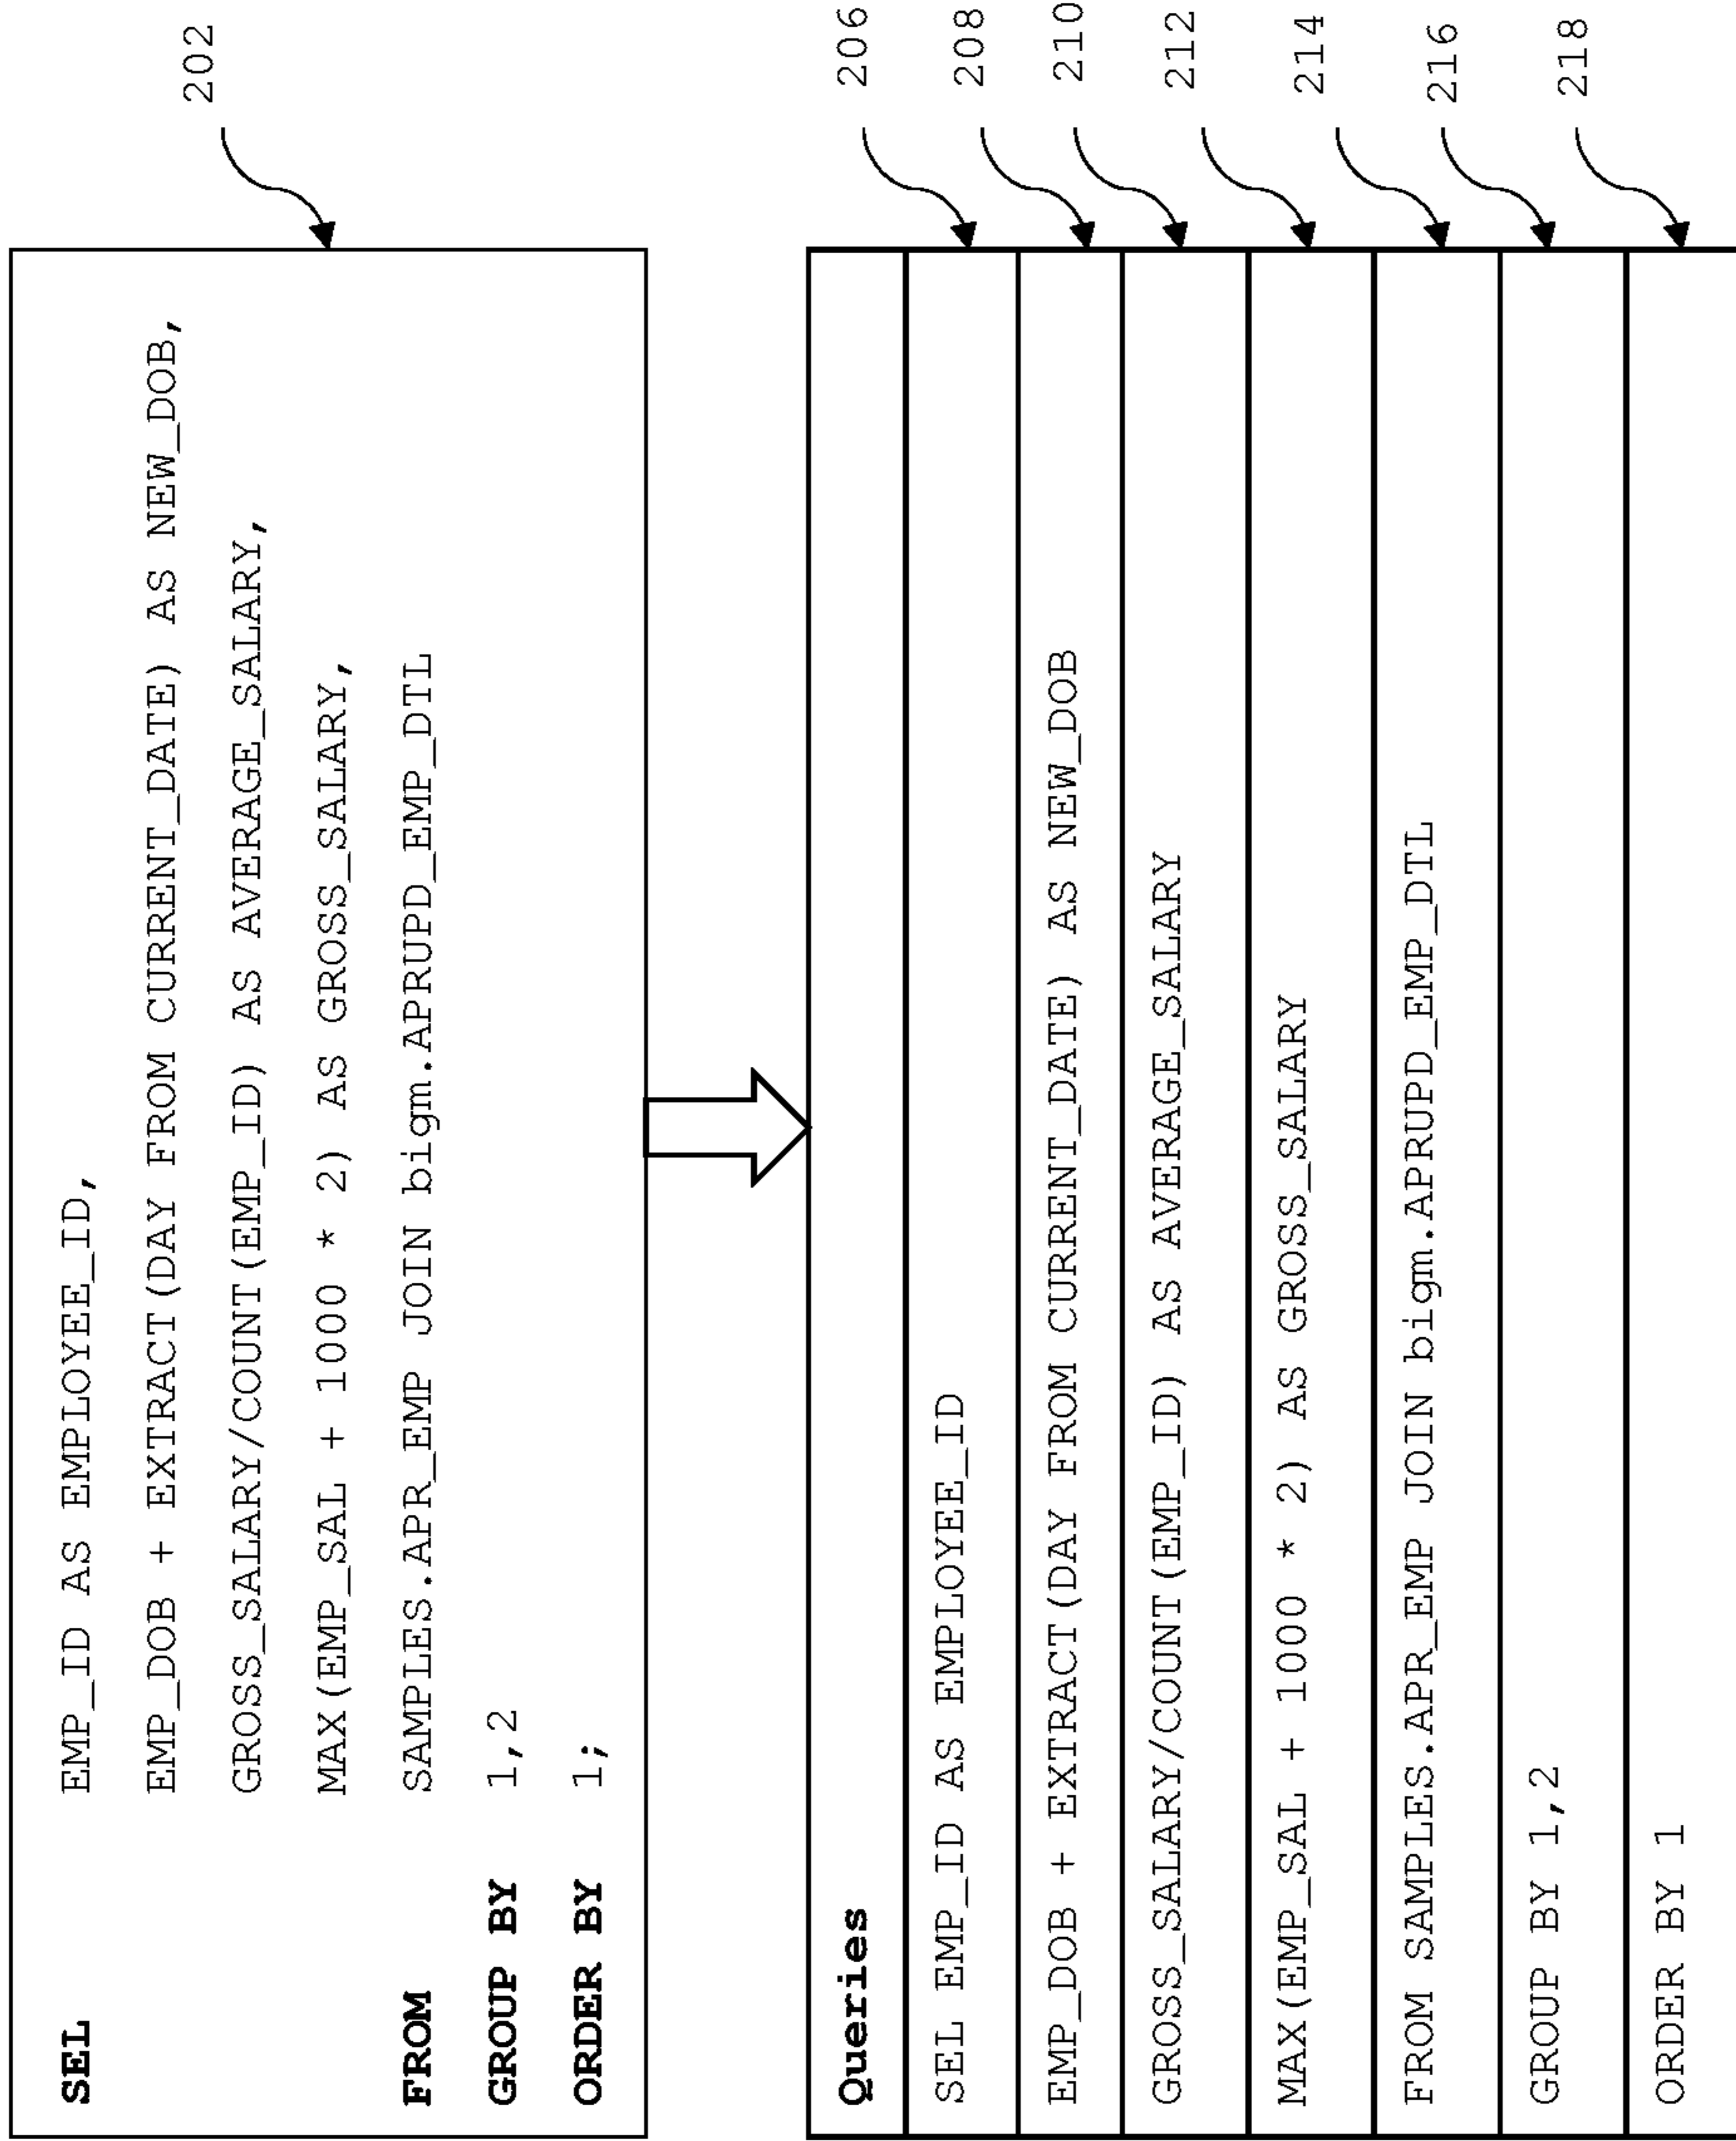 SEL EMP_ID AS EMPLOYEE_ID,
EMP_DOB + EXTRACT(DAY FROM CURRENT_DATE) AS NEW_DOB,
GROSS_SALARY/COUNT(EMP_ID) AS AVERAGE_SALARY,
MAX(EMP_SAL + 1000 * 2) AS GROSS_SALARY,
FROM SAMPLES.APR_EMP JOIN bigm.APRUPD_EMP_DTL
GROUP BY 1,2
ORDER BY 1;
202
Queries
SEL EMP_ID AS EMPLOYEE_ID
206
EMP_DOB + EXTRACT(DAY FROM CURRENT_DATE) AS NEW_DOB
208
GROSS_SALARY/COUNT(EMP_ID) AS AVERAGE_SALARY
210
MAX(EMP_SAL + 1000 * 2) AS GROSS_SALARY
212
FROM SAMPLES.APR_EMP JOIN bigm.APRUPD_EMP_DTL
214
GROUP BY 1,2
216
ORDER BY 1
218